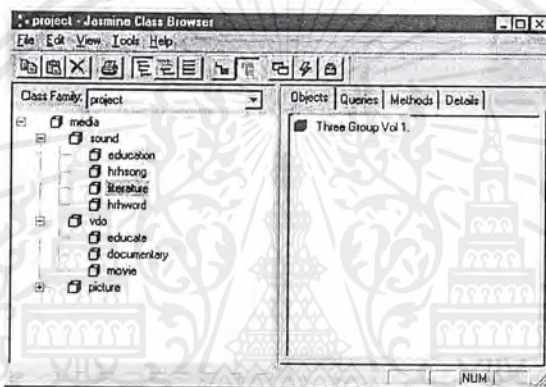 project - Jasmine Class Browser
File Edit View Tools Help
Class Family: project
Objects Queries Methods Details
media
sound
education
hrhsong
literature
hrhword
vdo
educate
documentary
movie
picture
Three Group Vol 1.
NUM